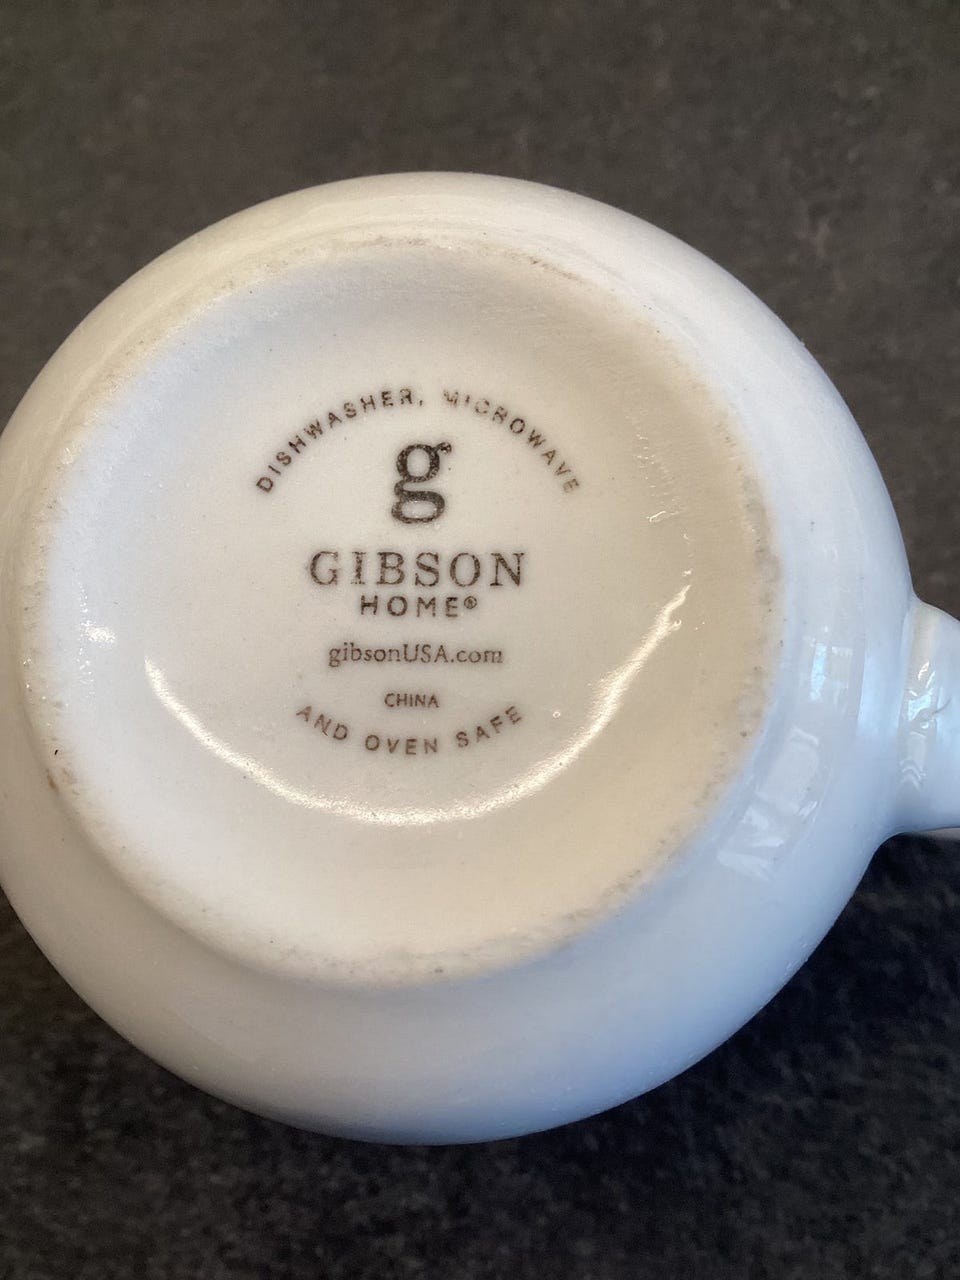 DISHWASHER, MICROWAVE
g
GIBSON
HOME®
gibsonUSA.com
CHINA
AND OVEN SAFE